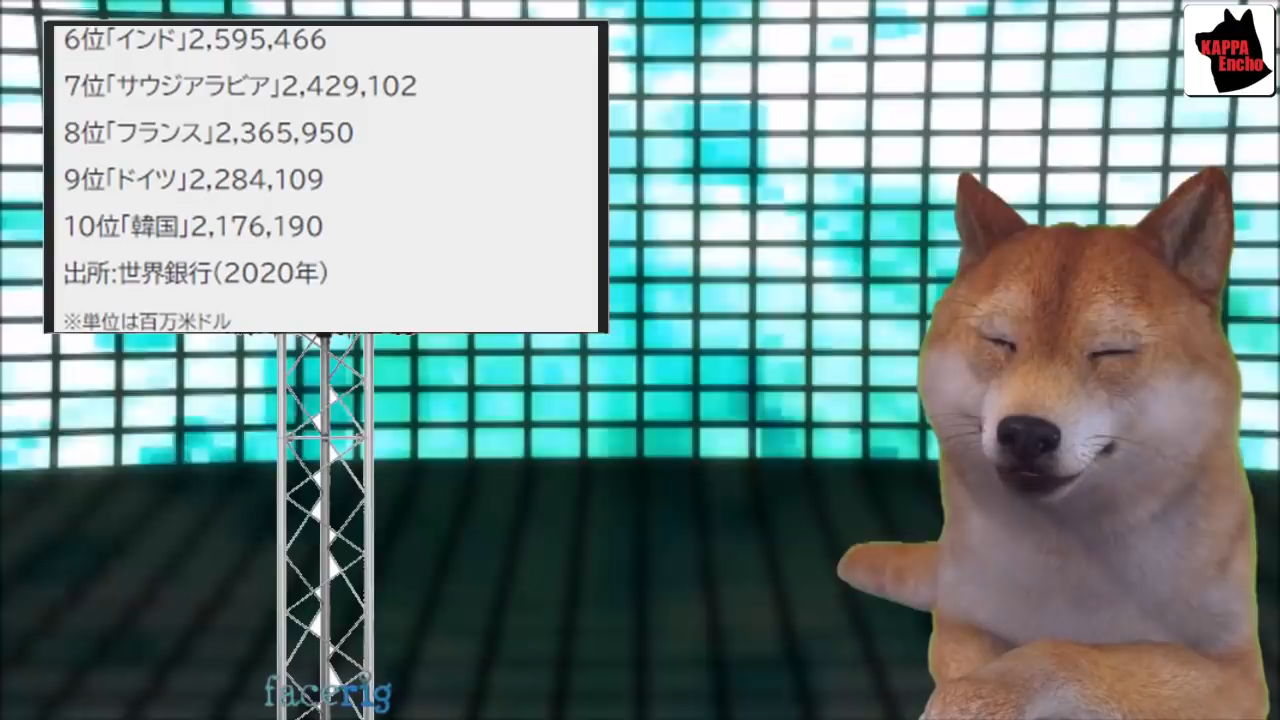 6位「インド」2,595,466
7位「サウジアラビア」2,429,102
8位「フランス」2,365,950
9位「ドイツ」2,284,109
10位「韓国」2,176,190
出所:世界銀行(2020年)
※単位は百万米ドル
KAPPA
Encho
facerig